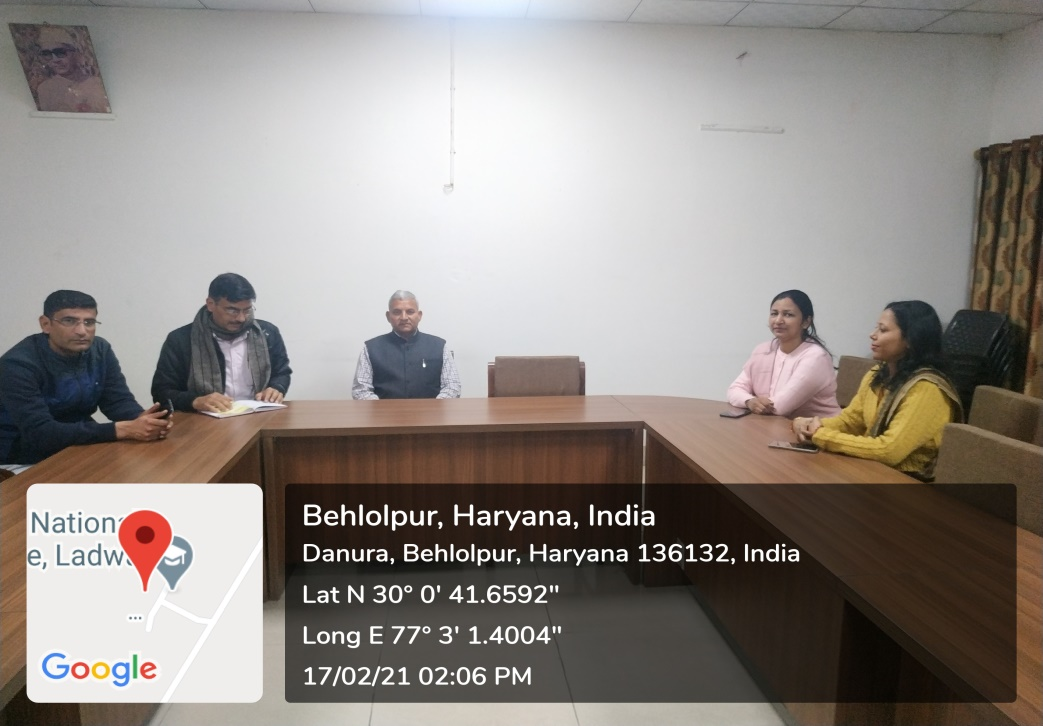 Nationa
e, Ladwa
...
Google
Behlolpur, Haryana, India
Danura, Behlolpur, Haryana 136132, India
Lat N 30° 0' 41.6592"
Long E 77° 3' 1.4004"
17/02/21 02:06 PM